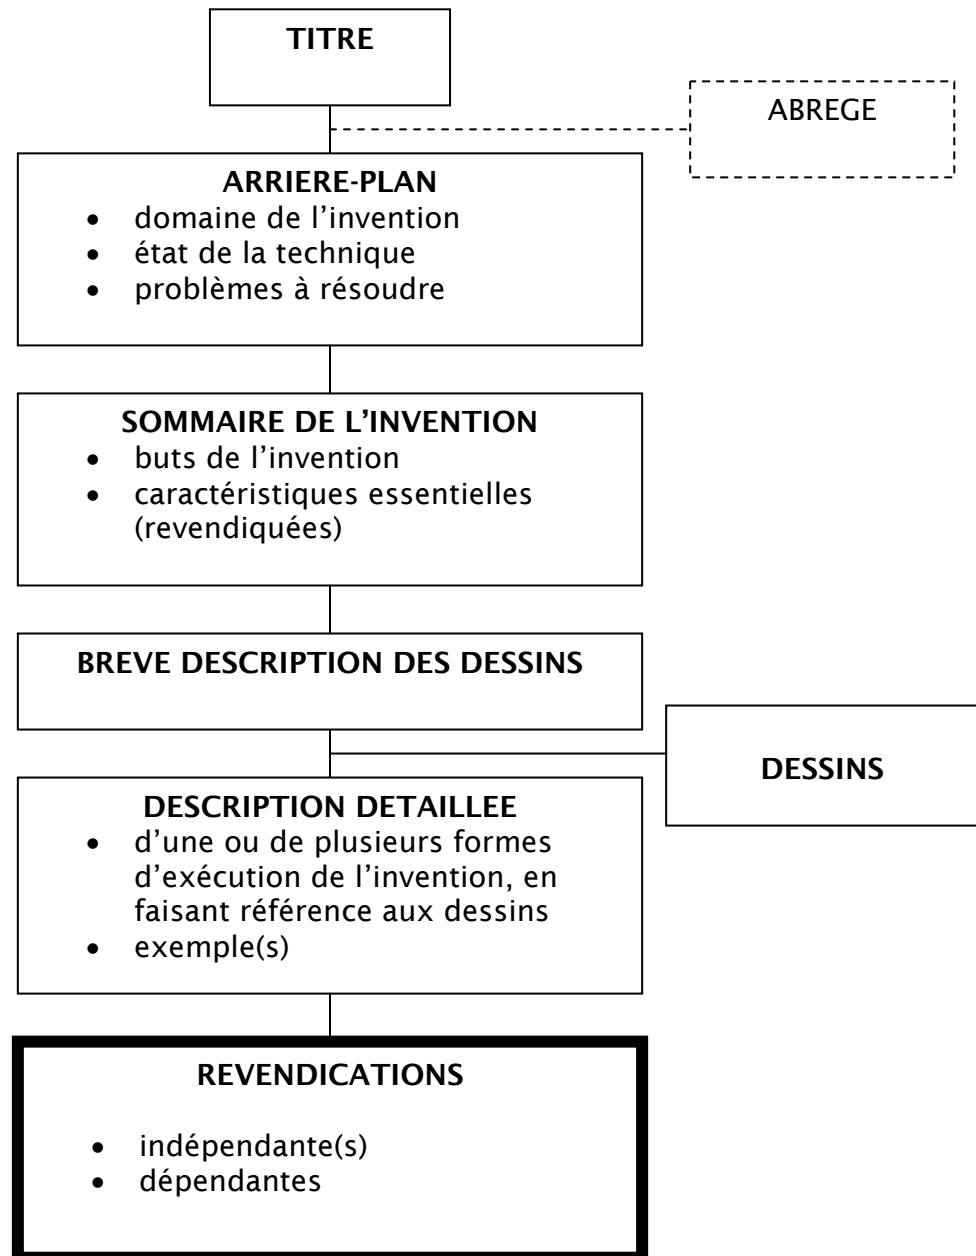 TITRE
ABREGE
ARRIERE-PLAN
• domaine de l’invention
• état de la technique
• problèmes à résoudre
SOMMAIRE DE L’INVENTION
• buts de l’invention
• caractéristiques essentielles
(revendiquées)
BREVE DESCRIPTION DES DESSINS
DESSINS
DESCRIPTION DETAILLEE
• d’une ou de plusieurs formes
d’exécution de l’invention, en
faisant référence aux dessins
• exemple(s)
REVENDICATIONS
• indépendante(s)
• dépendantes